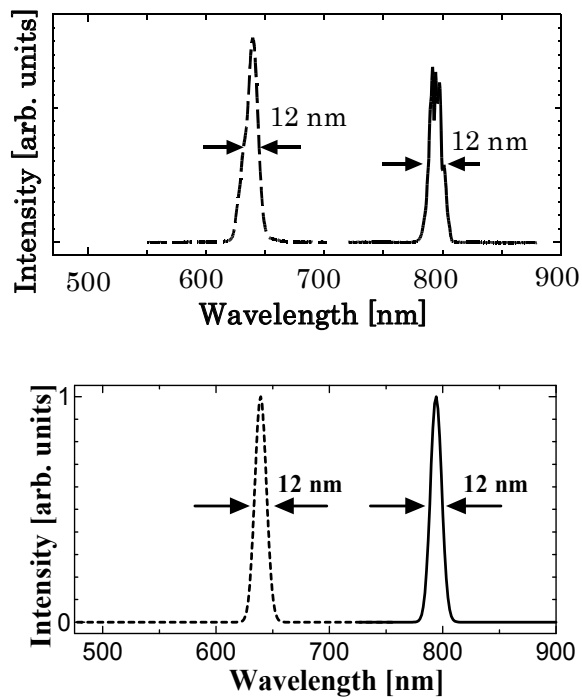 Intensity [arb. units]
12 nm
12 nm
500
600
700
800
900
Wavelength [nm]
Intensity [arb. units]
1
0
12 nm
12 nm
500
600
700
800
900
Wavelength [nm]